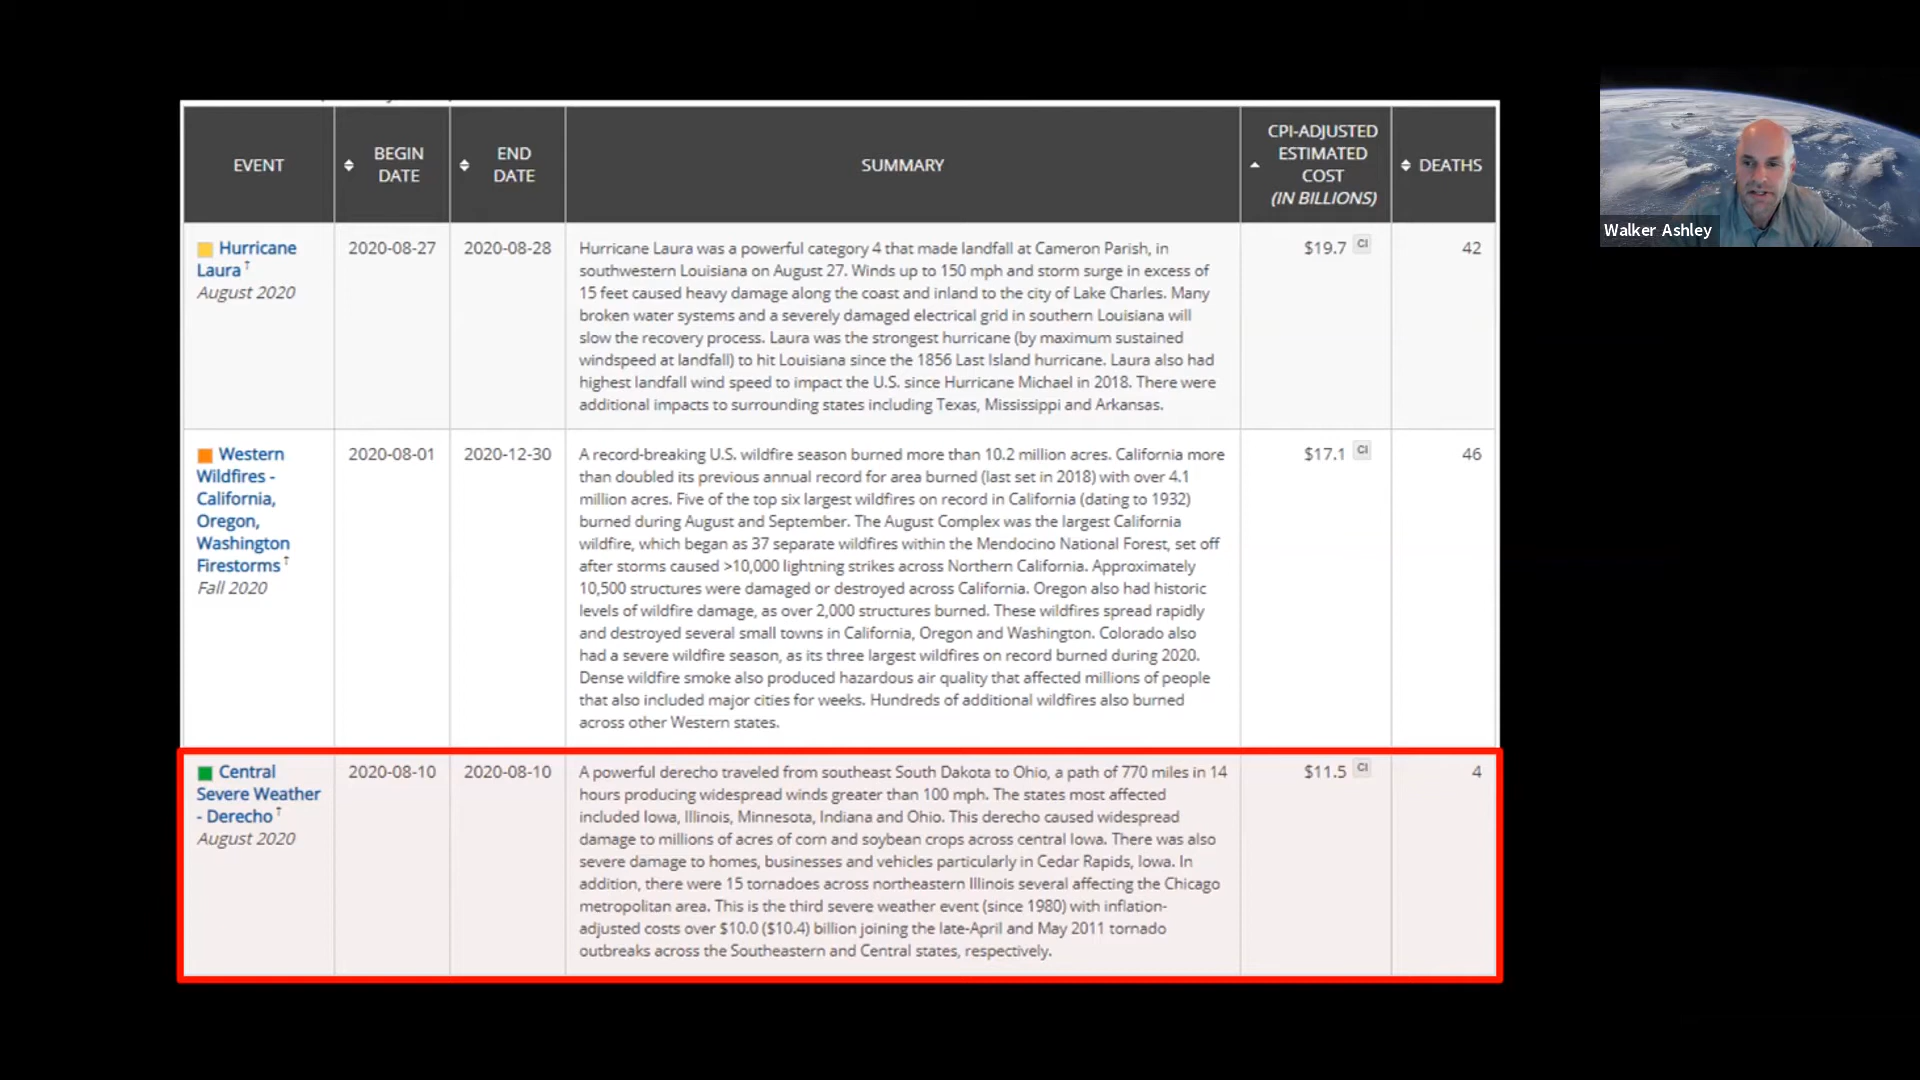 EVENT
BEGIN
DATE
END
DATE
SUMMARY
CPI-ADJUSTED
ESTIMATED
COST
(IN BILLIONS)
DEATHS
Hurricane
Laura†
August 2020
2020-08-27
2020-08-28
Hurricane Laura was a powerful category 4 that made landfall at Cameron Parish, in
southwestern Louisiana on August 27. Winds up to 150 mph and storm surge in excess of
15 feet caused heavy damage along the coast and inland to the city of Lake Charles. Many
broken water systems and a severely damaged electrical grid in southern Louisiana will
slow the recovery process. Laura was the strongest hurricane (by maximum sustained
windspeed at landfall) to hit Louisiana since the 1856 Last Island hurricane. Laura also had
highest landfall wind speed to impact the U.S. since Hurricane Michael in 2018. There were
additional impacts to surrounding states including Texas, Mississippi and Arkansas.
$19.7 CI
42
Western
Wildfires -
California,
Oregon,
Washington
Firestorms†
Fall 2020
2020-08-01
2020-12-30
A record-breaking U.S. wildfire season burned more than 10.2 million acres. California more
than doubled its previous annual record for area burned (last set in 2018) with over 4.1
million acres. Five of the top six largest wildfires on record in California (dating to 1932)
burned during August and September. The August Complex was the largest California
wildfire, which began as 37 separate wildfires within the Mendocino National Forest, set off
after storms caused >10,000 lightning strikes across Northern California. Approximately
10,500 structures were damaged or destroyed across California. Oregon also had historic
levels of wildfire damage, as over 2,000 structures burned. These wildfires spread rapidly
and destroyed several small towns in California, Oregon and Washington. Colorado also
had a severe wildfire season, as its three largest wildfires on record burned during 2020.
Dense wildfire smoke also produced hazardous air quality that affected millions of people
that also included major cities for weeks. Hundreds of additional wildfires also burned
across other Western states.
$17.1 CI
46
Central
Severe Weather
- Derecho†
August 2020
2020-08-10
2020-08-10
A powerful derecho traveled from southeast South Dakota to Ohio, a path of 770 miles in 14
hours producing widespread winds greater than 100 mph. The states most affected
included Iowa, Illinois, Minnesota, Indiana and Ohio. This derecho caused widespread
damage to millions of acres of corn and soybean crops across central Iowa. There was also
severe damage to homes, businesses and vehicles particularly in Cedar Rapids, Iowa. In
addition, there were 15 tornadoes across northeastern Illinois several affecting the Chicago
metropolitan area. This is the third severe weather event (since 1980) with inflation-
adjusted costs over $10.0 ($10.4) billion joining the late-April and May 2011 tornado
outbreaks across the Southeastern and Central states, respectively.
$11.5 CI
4
Walker Ashley